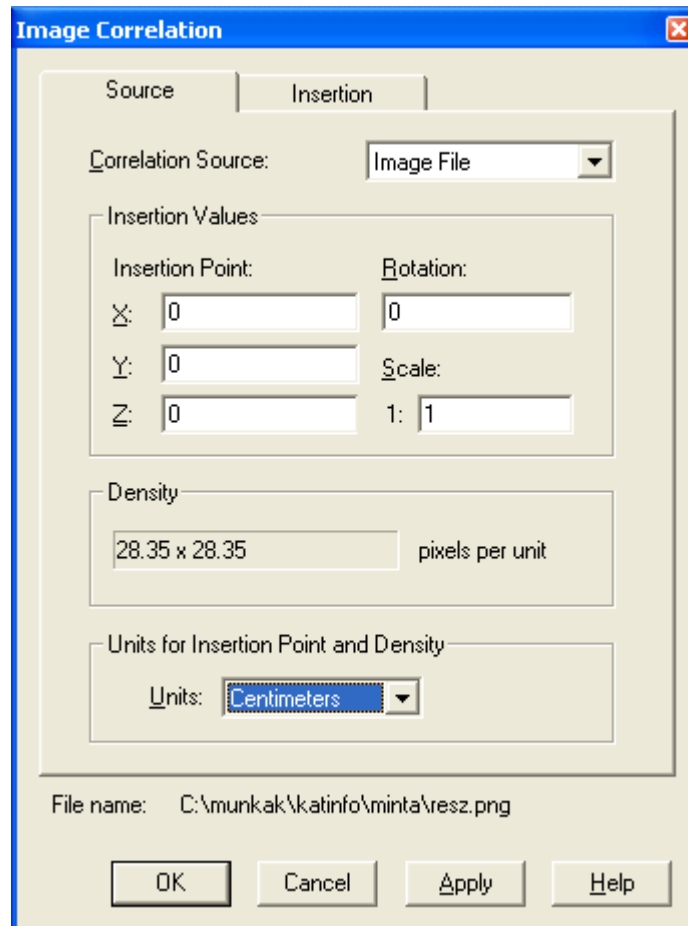 Image Correlation
Source Insertion
Correlation Source: Image File
Insertion Values
Insertion Point: Rotation:
X: 0 0
Y: 0 Scale:
Z: 0 1: 1
Density
28.35 x 28.35 pixels per unit
Units for Insertion Point and Density
Units: Centimeters
File name: C:\munkak\katinfo\minta\resz.png
OK Cancel Apply Help